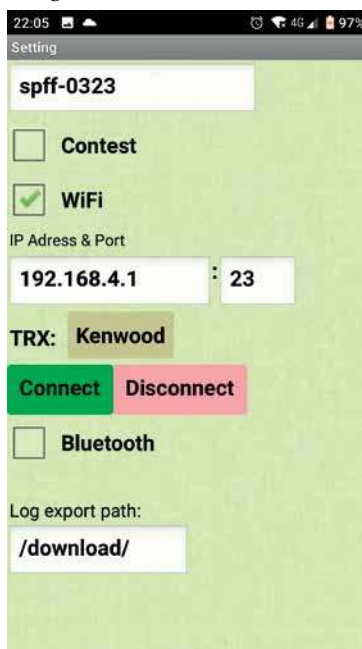 22:05 4G 97%
Setting
spff-0323
Contest
WiFi
IP Adress & Port
192.168.4.1 : 23
TRX: Kenwood
Connect Disconnect
Bluetooth
Log export path:
/download/